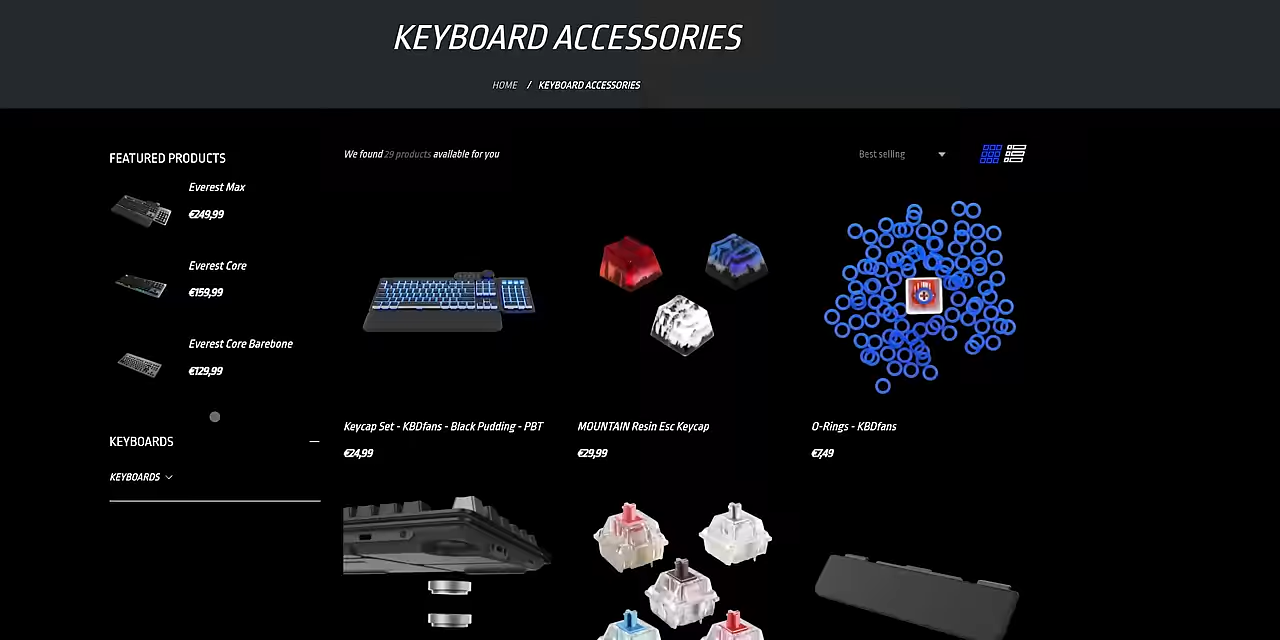 KEYBOARD ACCESSORIES
HOME / KEYBOARD ACCESSORIES
FEATURED PRODUCTS
Everest Max
€249,99
Everest Core
€159,99
Everest Core Barebone
€129,99
KEYBOARDS
KEYBOARDS
We found 29 products available for you
Best selling
Keycap Set - KBDfans - Black Pudding - PBT
€24,99
MOUNTAIN Resin Esc Keycap
€29,99
O-Rings - KBDfans
€7,49